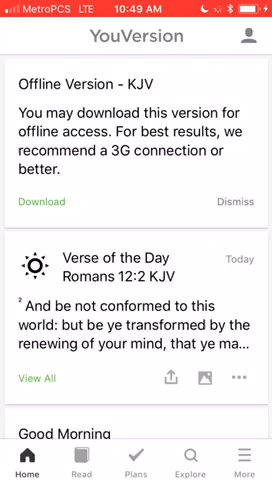 MetroPCS LTE 10:49 AM
YouVersion
Offline Version - KJV
You may download this version for
offline access. For best results, we
recommend a 3G connection or
better.
Download Dismiss
Verse of the Day Today
Romans 12:2 KJV
2 And be not conformed to this
world: but be ye transformed by the
renewing of your mind, that ye ma...
View All
Good Morning
Home Read Plans Explore More